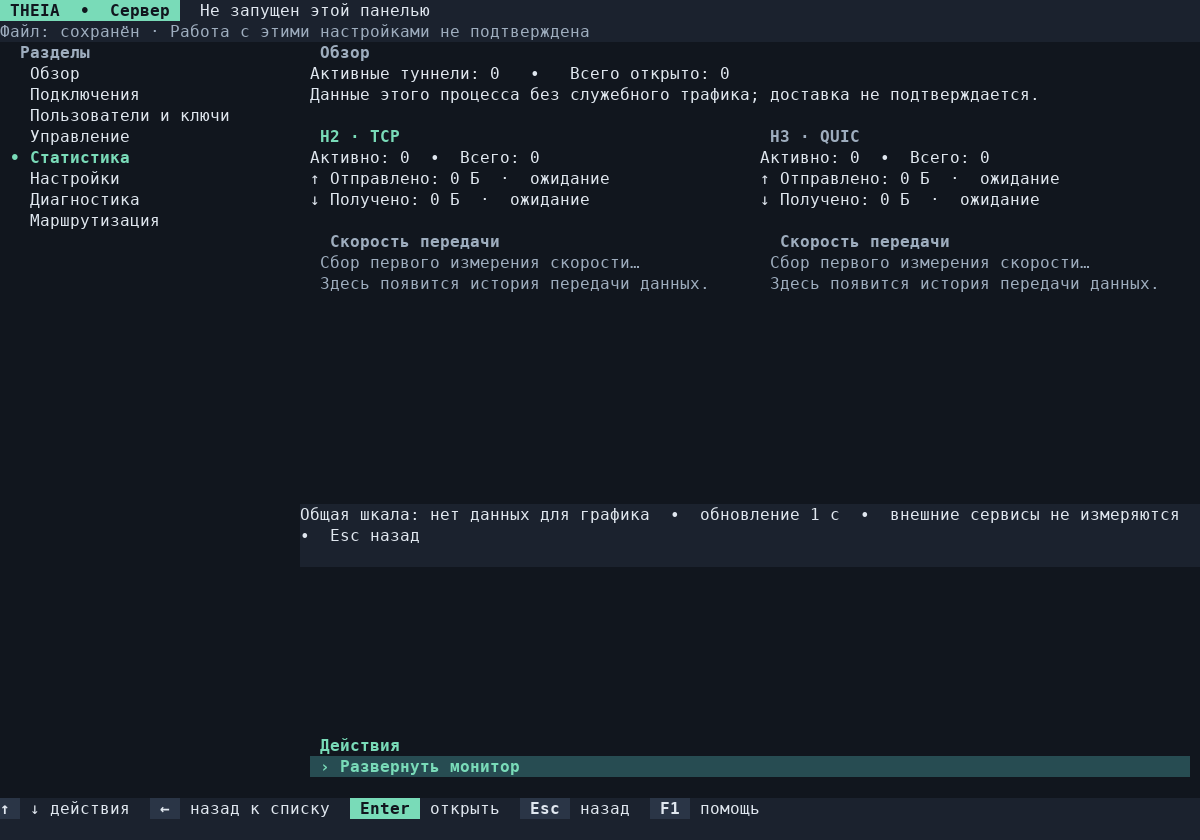 THEIA • Сервер Не запущен этой панелью
Файл: сохранён · Работа с этими настройками не подтверждена
Разделы
Обзор
Подключения
Пользователи и ключи
Управление
• Статистика
Настройки
Диагностика
Маршрутизация
Обзор
Активные туннели: 0 • Всего открыто: 0
Данные этого процесса без служебного трафика; доставка не подтверждается.
H2 · TCP
Активно: 0 • Всего: 0
↑ Отправлено: 0 Б · ожидание
↓ Получено: 0 Б · ожидание
Скорость передачи
Сбор первого измерения скорости…
Здесь появится история передачи данных.
H3 · QUIC
Активно: 0 • Всего: 0
↑ Отправлено: 0 Б · ожидание
↓ Получено: 0 Б · ожидание
Скорость передачи
Сбор первого измерения скорости…
Здесь появится история передачи данных.
Общая шкала: нет данных для графика • обновление 1 с • внешние сервисы не измеряются
• Esc назад
Действия
› Развернуть монитор
↑ ↓ действия ← назад к списку Enter открыть Esc назад F1 помощь